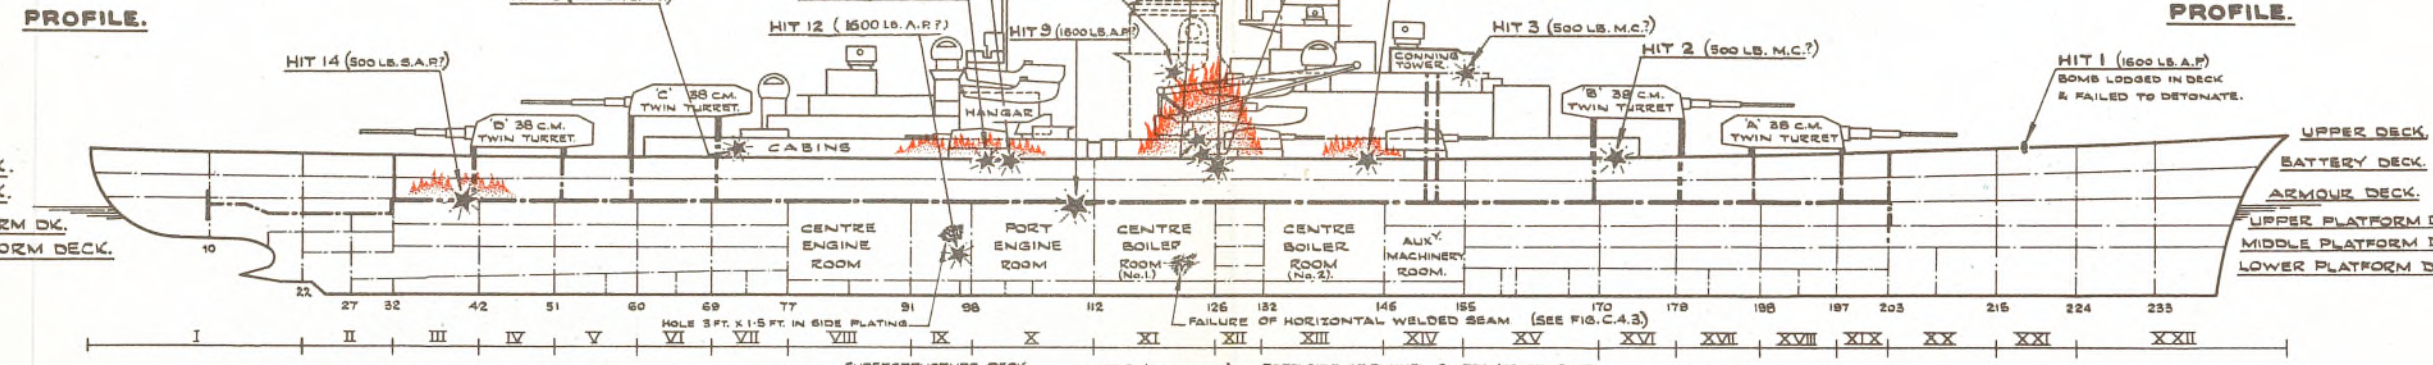 PROFILE.
PROFILE.
HIT 12 (1600 LB. A.P.?)
HIT 9 (1600 LB. A.P?)
HIT 3 (500 LB. M.C.?)
HIT 2 (500 LB. M.C.?)
HIT 14 (500 LB. S.A.P.?)
HIT 1 (1600 LB. A.P)
BOMB LODGED IN DECK
& FAILED TO DETONATE.
CONNING
TOWER.
'C' 38 C.M.
TWIN TURRET.
'D' 38 C.M.
TWIN TURRET.
HANGAR
CABINS
'B' 38 C.M.
TWIN TURRET
'A' 38 C.M.
TWIN TURRET
UPPER DECK.
BATTERY DECK.
ARMOUR DECK.
UPPER PLATFORM D
MIDDLE PLATFORM D
LOWER PLATFORM D
RM DK.
ORM DECK.
CENTRE
ENGINE
ROOM
PORT
ENGINE
ROOM
CENTRE
BOILER
ROOM
(No.1.)
CENTRE
BOILER
ROOM
(No.2).
AUXY.
MACHINERY
ROOM.
10
22
27 32 42 51 60 69 77 91 98 112 126 132 146 155 170 179 188 197 203 215 224 233
HOLE 3 FT. X 1·5 FT. IN SIDE PLATING
FAILURE OF HORIZONTAL WELDED SEAM (SEE FIG.C.4.3.)
I II III IV V VI VII VIII IX X XI XII XIII XIV XV XVI XVII XVIII XIX XX XXI XXII